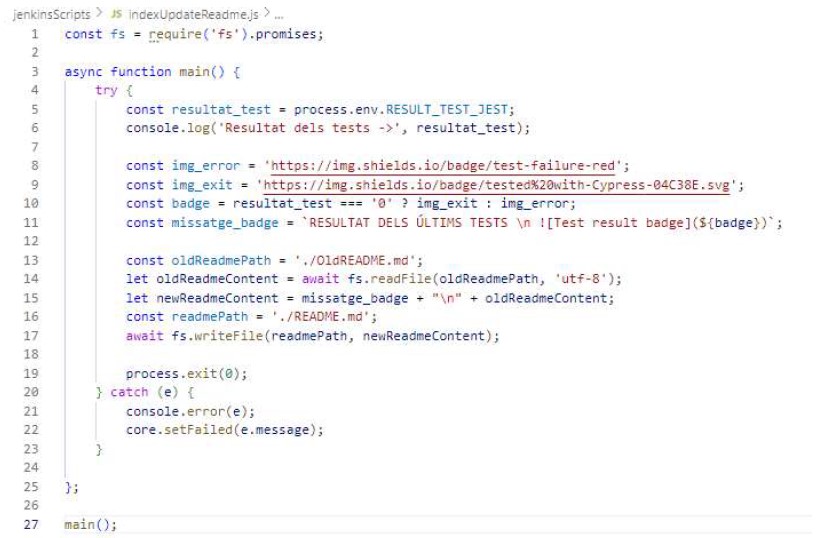 jenkinsScripts > JS indexUpdateReadme.js > ...
1 const fs = require('fs').promises;
2
3 async function main() {
4     try {
5         const resultat_test = process.env.RESULT_TEST_JEST;
6         console.log('Resultat dels tests ->', resultat_test);
7
8         const img_error = 'https://img.shields.io/badge/test-failure-red';
9         const img_exit = 'https://img.shields.io/badge/tested%20with-Cypress-04C38E.svg';
10         const badge = resultat_test === '0' ? img_exit : img_error;
11         const missatge_badge = `RESULTAT DELS ÚLTIMS TESTS \n ![Test result badge](${badge})`;
12
13         const oldReadmePath = './OldREADME.md';
14         let oldReadmeContent = await fs.readFile(oldReadmePath, 'utf-8');
15         let newReadmeContent = missatge_badge + "\n" + oldReadmeContent;
16         const readmePath = './README.md';
17         await fs.writeFile(readmePath, newReadmeContent);
18
19         process.exit(0);
20     } catch (e) {
21         console.error(e);
22         core.setFailed(e.message);
23     }
24
25 };
26
27 main();